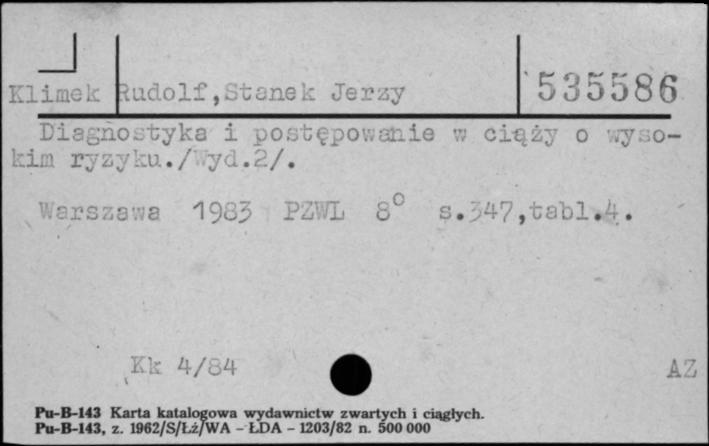 Klimek Rudolf,Stanek Jerzy 535586
Diagnostyka i postępowanie w ciąży o wyso-
kim ryzyku./Wyd.2/.
Warszawa 1983 PZWL 8° s.347,tabl.4.
Kk 4/84 AZ
Pu-B-143 Karta katalogowa wydawnictw zwartych i ciągłych.
Pu-B-143, z. 1962/S/Łź/WA - ŁDA - 1203/82 n. 500 000